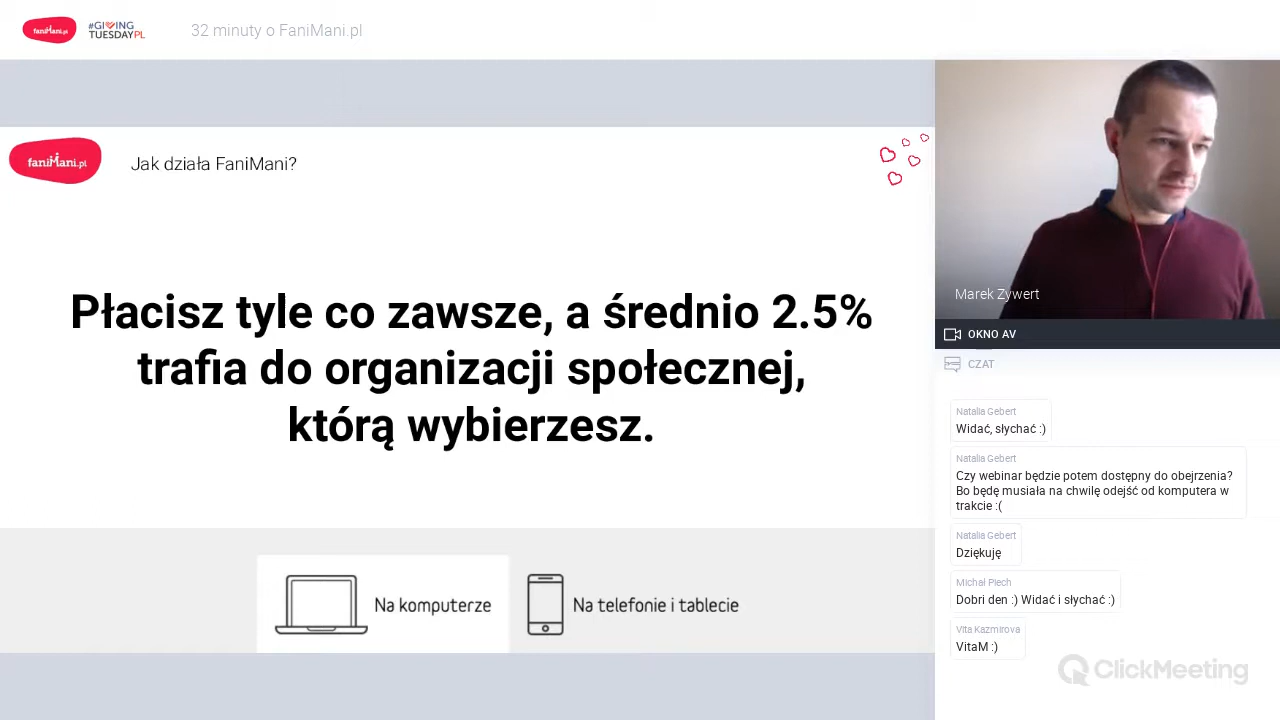 faniMani.pl
#GIVING
TUESDAYPL
32 minuty o FaniMani.pl
faniMani.pl
Jak działa FaniMani?
Płacisz tyle co zawsze, a średnio 2.5%
trafia do organizacji społecznej,
którą wybierzesz.
Na komputerze
Na telefonie i tablecie
Marek Zywert
OKNO AV
CZAT
Natalia Gebert
Widać, słychać :)
Natalia Gebert
Czy webinar będzie potem dostępny do obejrzenia?
Bo będę musiała na chwilę odejść od komputera w
trakcie :(
Natalia Gebert
Dziękuję
Michał Piech
Dobri den :) Widać i słychać :)
Vita Kazmirova
VitaM :)
ClickMeeting